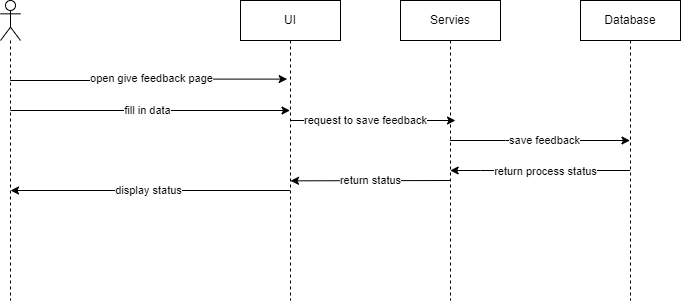 UI
Servies
Database
open give feedback page
fill in data
request to save feedback
save feedback
return process status
return status
display status